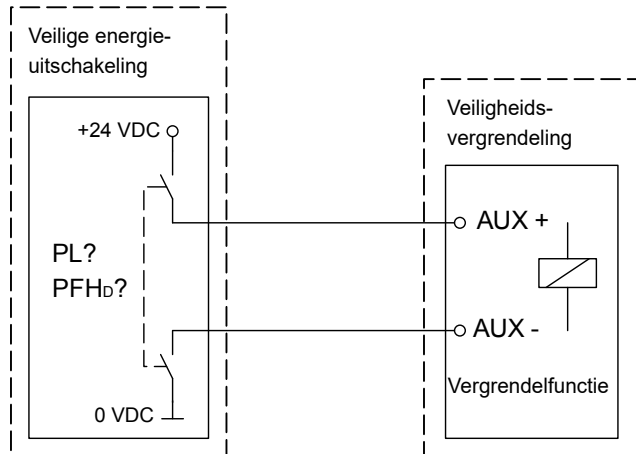 Veilige energie-
uitschakeling
+24 VDC
PL?
PFHD?
0 VDC
Veiligheids-
vergrendeling
AUX +
AUX -
Vergrendelfunctie